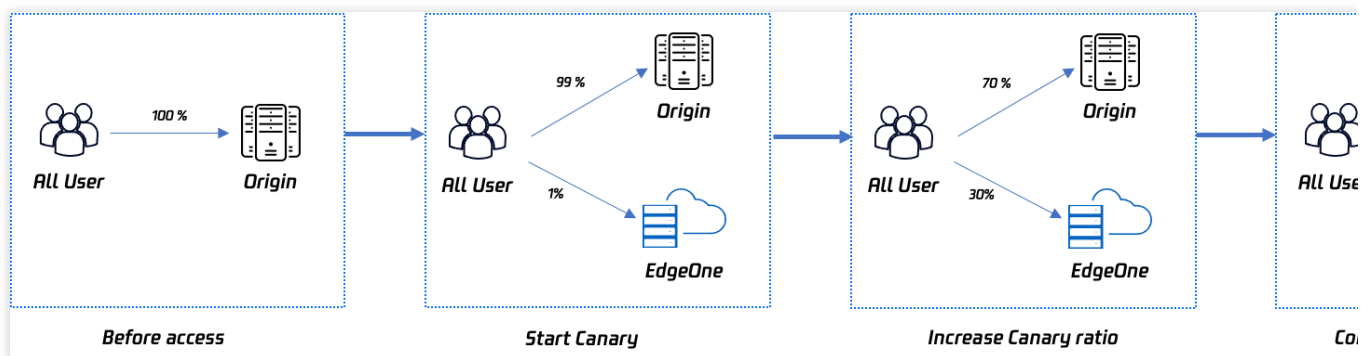 100 %
All User
Origin
Before access
99 %
1%
All User
Origin
EdgeOne
Start Canary
70 %
30%
All User
Origin
EdgeOne
Increase Canary ratio
All